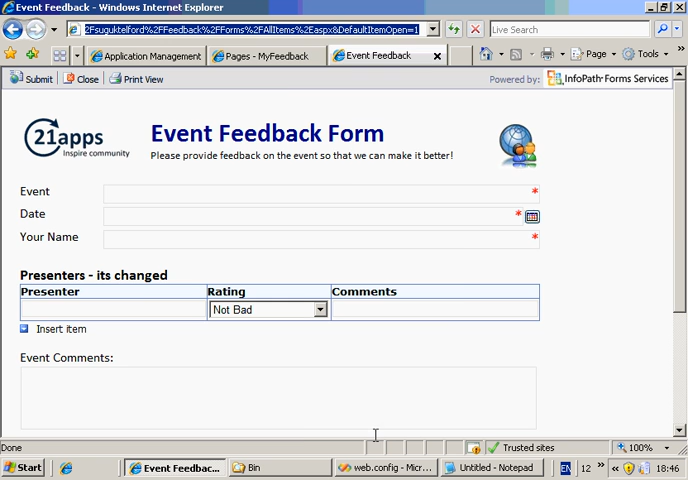 Event Feedback - Windows Internet Explorer
2Fsuguktelford%2FFeedback%2FForms%2FAllItems%2Easpx&DefaultItemOpen=1
Live Search
Application Management
Pages - MyFeedback
Event Feedback
Page
Tools
Submit
Close
Print View
Powered by:
InfoPath Forms Services
21apps
Inspire community
Event Feedback Form
Please provide feedback on the event so that we can make it better!
Event
*
Date
*
Your Name
*
Presenters - its changed
Presenter
Rating
Comments
Not Bad
Insert item
Event Comments:
Done
Trusted sites
100%
Start
Event Feedbac...
Bin
web.config - Micr...
Untitled - Notepad
EN
12
»
«
18:46